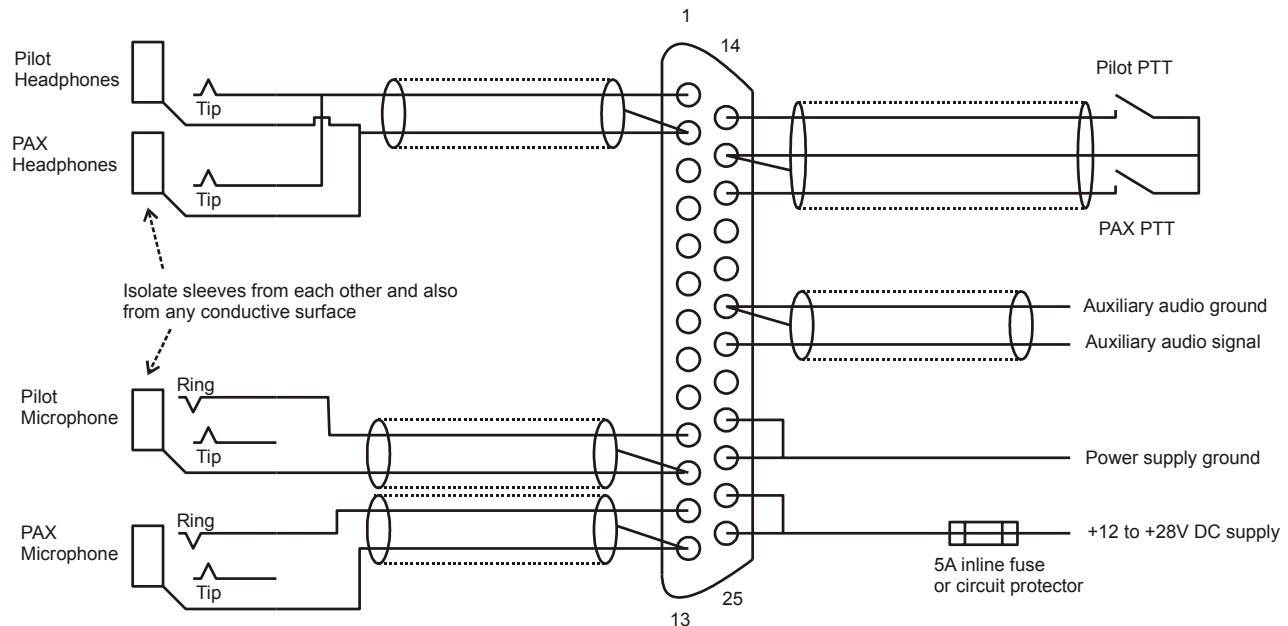 1
14
Pilot
Headphones
Tip
PAX
Headphones
Tip
Pilot PTT
PAX PTT
Isolate sleeves from each other and also
from any conductive surface
Auxiliary audio ground
Auxiliary audio signal
Pilot
Microphone
Ring
Tip
Power supply ground
PAX
Microphone
Ring
Tip
+12 to +28V DC supply
5A inline fuse
or circuit protector
25
13